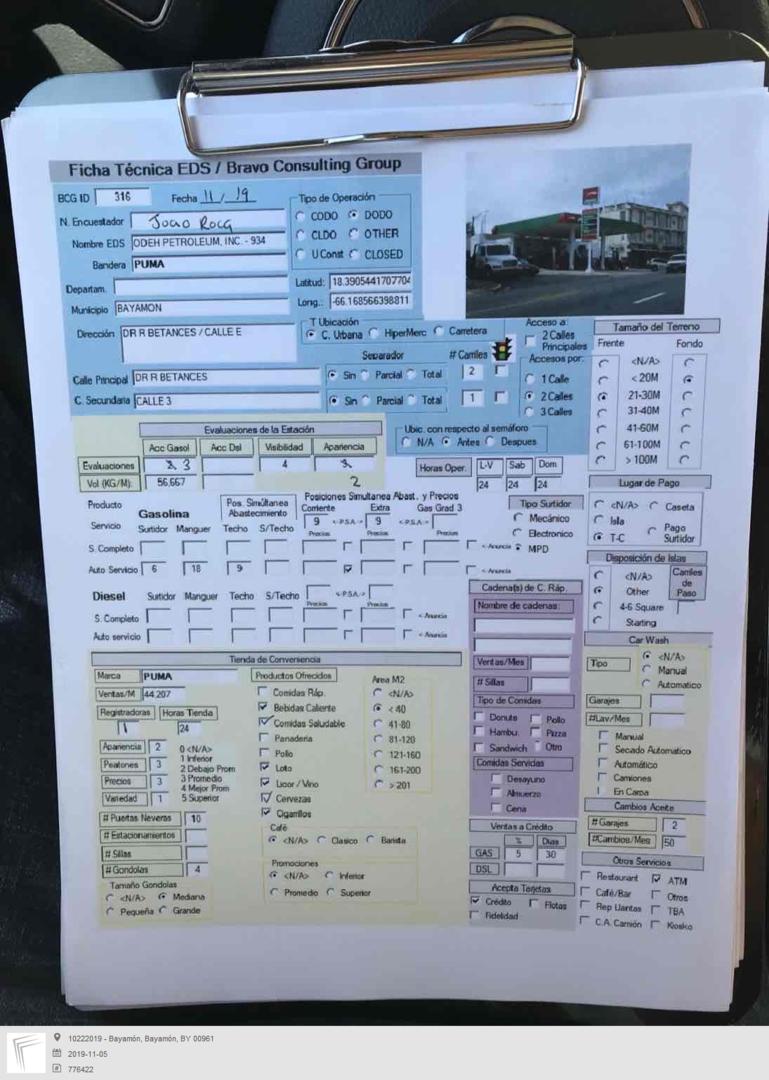 Ficha Técnica EDS / Bravo Consulting Group
BCG ID 316 Fecha 11 / 19
Tipo de Operación
CODO DODO
CLDO OTHER
U Const CLOSED
N. Encuestador Joao Roca
Nombre EDS ODEH PETROLEUM, INC. - 934
Bandera PUMA
Departam.
Municipio BAYAMON
Latitud: 18.3905441707704
Long.: -66.168566398811
Dirección DR R BETANCES / CALLE E
T Ubicación
C. Urbana HiperMerc Carretera
Separador # Carriles
Calle Principal DR R BETANCES Sin Parcial Total 2
C. Secundaria CALLE 3 Sin Parcial Total 1
Acceso a:
2 Calles
Principales
Accesos por:
1 Calle
2 Calles
3 Calles
Tamaño del Terreno
Frente Fondo
<N/A>
< 20M
21-30M
31-40M
41-60M
61-100M
> 100M
Evaluaciones de la Estación
Acc Gasol Acc Dsl Visibilidad Apariencia
Evaluaciones 3 4
2
Vol (KG/M): 56,667
Ubic. con respecto al semáforo
N/A Antes Despues
Horas Oper. L-V Sab Dom
24 24 24
Lugar de Pago
<N/A> Caseta
Isla Pago
T-C Surtidor
Producto Gasolina
Pos. Simúltanea
Abastecimiento
Posiciones Simultanea Abast. y Precios
Corriente Extra Gas Grad 3
9 <-P.S.A-> 9 <-P.S.A->
Precios Precios Precios
Servicio Surtidor Manguer Techo S/Techo
S. Completo <- Anuncia
Auto Servicio 6 18 9 <- Anuncia
Tipo Surtidor
Mecánico
Electronico
MPD
Disposición de Islas
<N/A>
Other
4-6 Square
Starting
Carriles
de
Paso
Diesel Surtidor Manguer Techo S/Techo <-P.S.A->
Precios Precios
S. Completo <- Anuncia
Auto servicio <- Anuncia
Cadena(s) de C. Ráp.
Nombre de cadenas:
Ventas/Mes
# Sillas
Tipo de Comidas
Donuts Pollo
Hambu. Pizza
Sandwich Otro
Comidas Servidas
Desayuno
Almuerzo
Cena
Car Wash
Tipo <N/A>
Manual
Automatico
Garajes
#Lav/Mes
Manual
Secado Automatico
Automático
Camiones
En Carpa
Cambios Aceite
#Garajes 2
#Cambios/Mes 50
Tienda de Conveniencia
Marca PUMA
Ventas/M 44,207
Registradoras Horas Tienda
1 24
Apariencia 2
Peatones 3
Precios 3
Variedad 1
0 <N/A>
1 Inferior
2 Debajo Prom
3 Promedio
4 Mejor Prom
5 Superior
# Puertas Neveras 10
# Estacionamientos
# Sillas
# Gondolas 4
Tamaño Gondolas
<N/A> Mediana
Pequeña Grande
Productos Ofrecidos
Comidas Ráp.
Bebidas Caliente
Comidas Saludable
Panaderia
Pollo
Loto
Licor / Vino
Cervezas
Cigarrillos
Area M2
<N/A>
< 40
41-80
81-120
121-160
161-200
> 201
Café
<N/A> Clasico Barista
Promociones
<N/A> Inferior
Promedio Superior
Ventas a Crédito
% Dias
GAS 5 30
DSL
Acepta Tarjetas
Crédito Flotas
Fidelidad
Otros Servicios
Restaurant ATM
Café/Bar Otros
Rep Llantas TBA
C.A. Camión Kiosko
10222019 - Bayamón, Bayamón, BY 00961
2019-11-05
776422